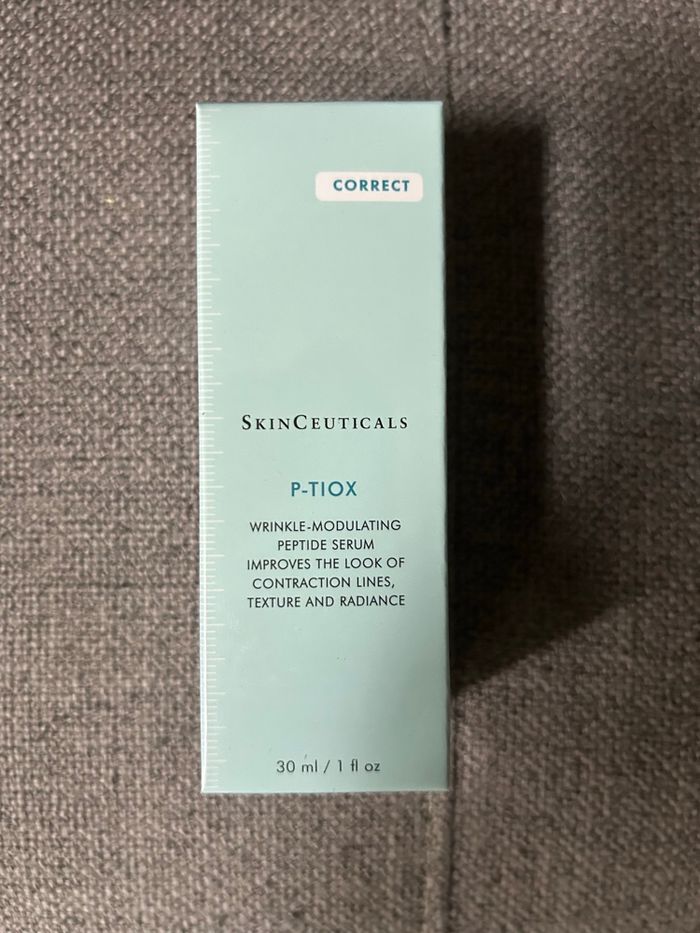 CORRECT
SKINCEUTICALS
P-TIOX
WRINKLE-MODULATING
PEPTIDE SERUM
IMPROVES THE LOOK OF
CONTRACTION LINES,
TEXTURE AND RADIANCE
30 ml / 1 fl oz